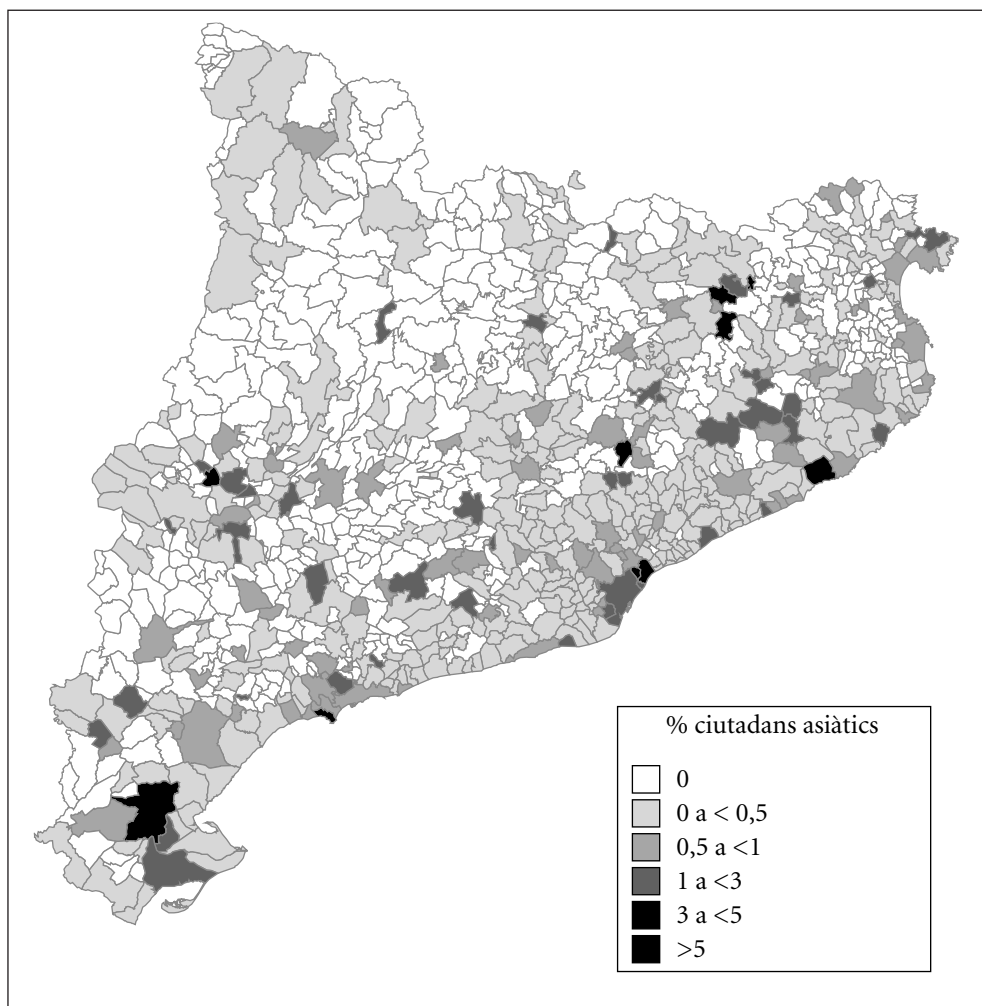 % ciutadans asiàtics
0
0 a < 0,5
0,5 a <1
1 a <3
3 a <5
>5